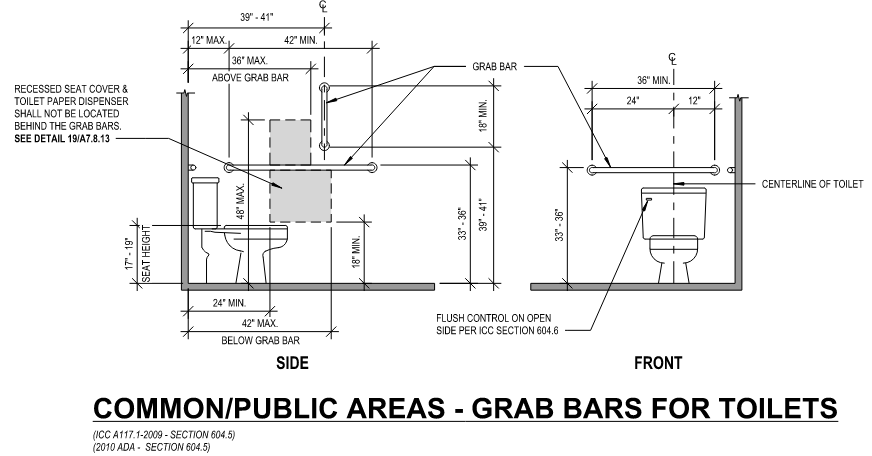 ℄
39" - 41"
12" MAX.
42" MIN.
36" MAX.
ABOVE GRAB BAR
GRAB BAR
RECESSED SEAT COVER &
TOILET PAPER DISPENSER
SHALL NOT BE LOCATED
BEHIND THE GRAB BARS.
SEE DETAIL 19/A7.8.13
18" MIN.
48" MAX.
33" - 36"
39" - 41"
17" - 19"
SEAT HEIGHT
18" MIN.
24" MIN.
42" MAX.
BELOW GRAB BAR
SIDE
℄
36" MIN.
24"
12"
CENTERLINE OF TOILET
33" - 36"
FLUSH CONTROL ON OPEN
SIDE PER ICC SECTION 604.6
FRONT
COMMON/PUBLIC AREAS - GRAB BARS FOR TOILETS
(ICC A117.1-2009 - SECTION 604.5)
(2010 ADA - SECTION 604.5)